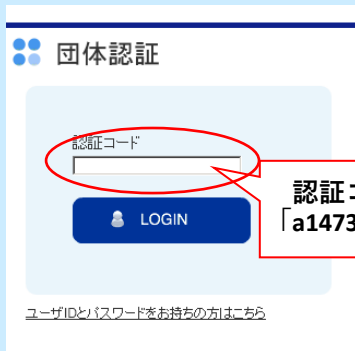 団体認証
認証コード
認証コ
「a1473
LOGIN
ユーザIDとパスワードをお持ちの方はこちら